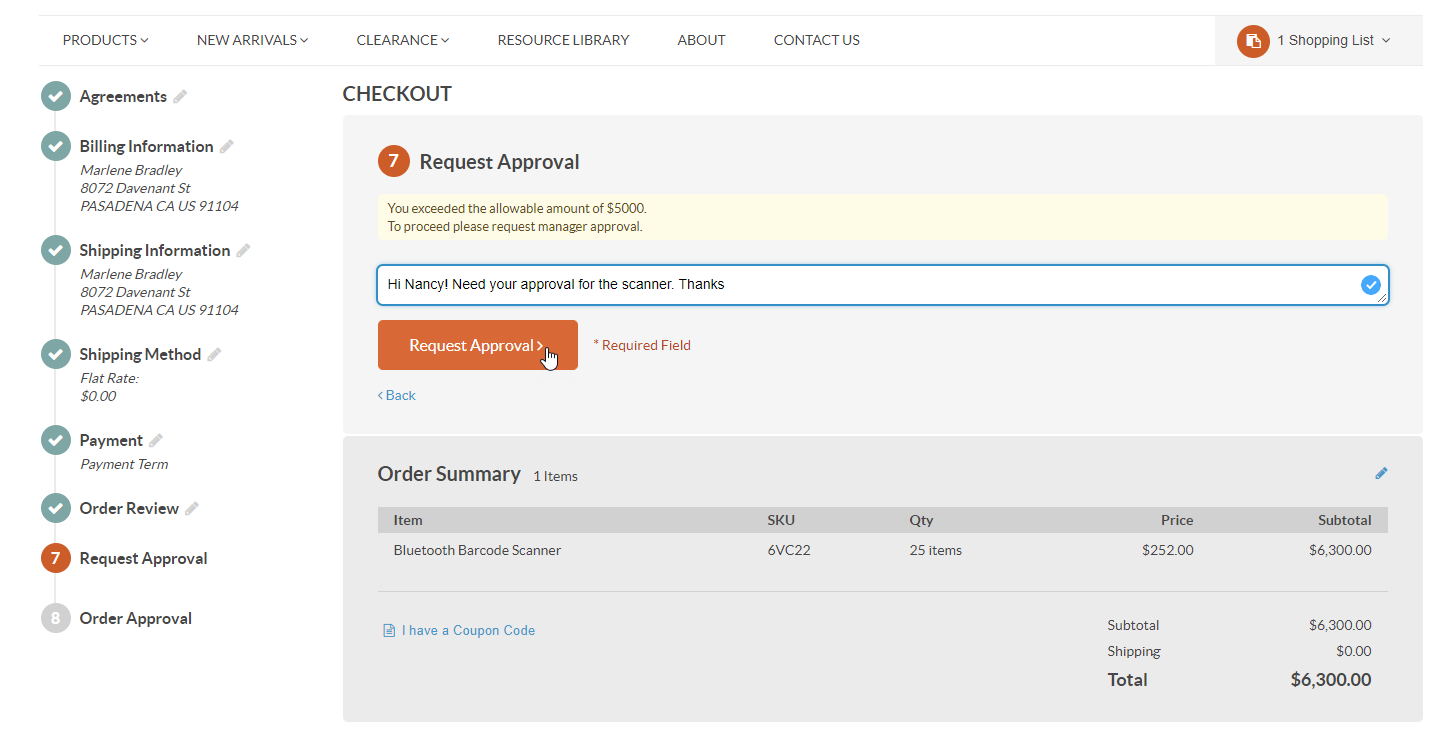 PRODUCTS NEW ARRIVALS CLEARANCE RESOURCE LIBRARY ABOUT CONTACT US 1 Shopping List
Agreements
Billing Information
Marlene Bradley
8072 Davenant St
PASADENA CA US 91104
Shipping Information
Marlene Bradley
8072 Davenant St
PASADENA CA US 91104
Shipping Method
Flat Rate:
$0.00
Payment
Payment Term
Order Review
7 Request Approval
8 Order Approval
CHECKOUT
7 Request Approval
You exceeded the allowable amount of $5000.
To proceed please request manager approval.
Hi Nancy! Need your approval for the scanner. Thanks
Request Approval > * Required Field
< Back
Order Summary 1 Items
Item SKU Qty Price Subtotal
Bluetooth Barcode Scanner 6VC22 25 items $252.00 $6,300.00
I have a Coupon Code
Subtotal $6,300.00
Shipping $0.00
Total $6,300.00